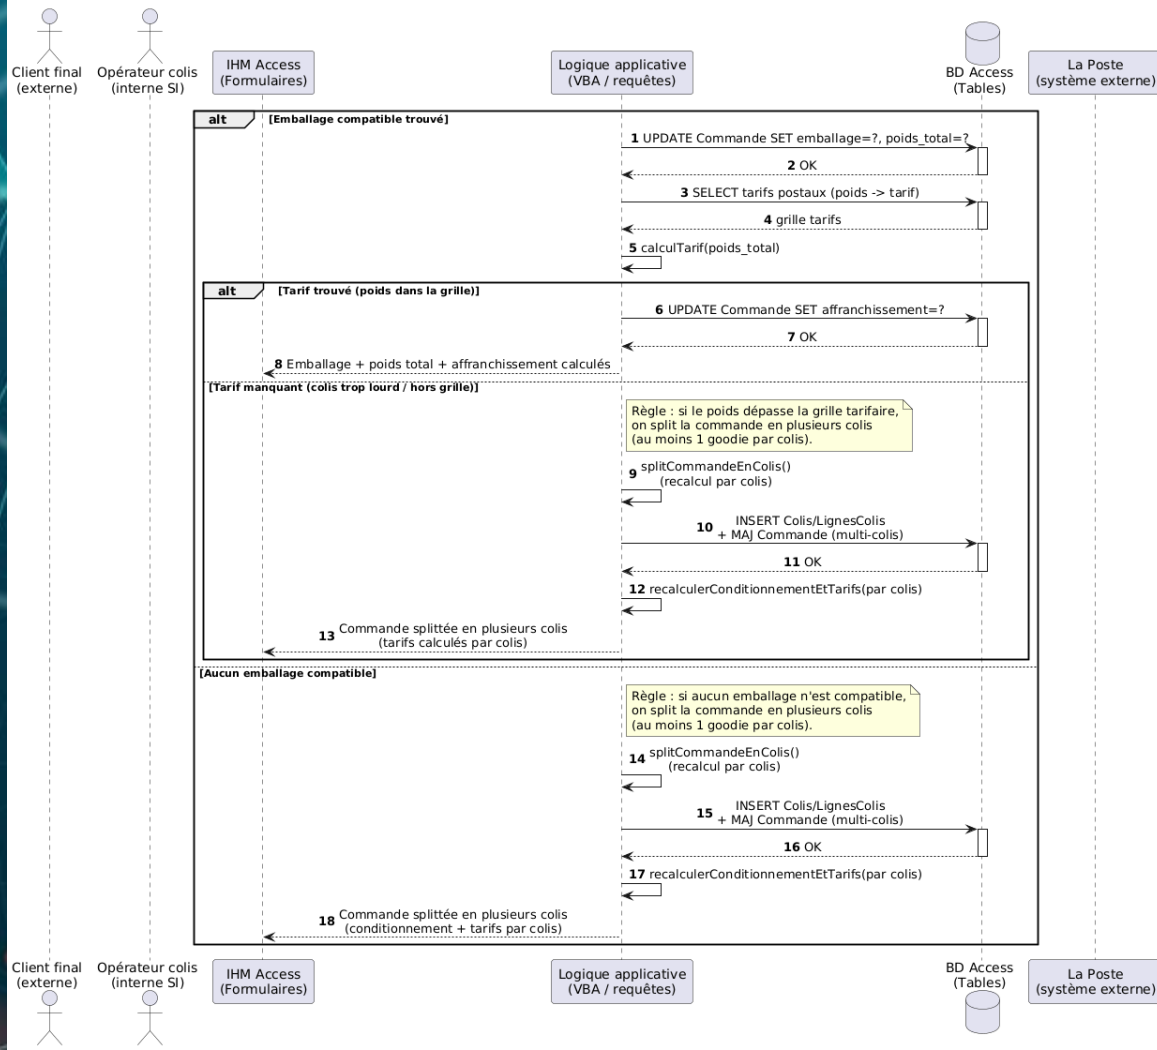 Client final
(externe)
Opérateur colis
(interne SI)
IHM Access
(Formulaires)
Logique applicative
(VBA / requêtes)
BD Access
(Tables)
La Poste
(système externe)
alt [Emballage compatible trouvé]
1 UPDATE Commande SET emballage=?, poids_total=?
2 OK
3 SELECT tarifs postaux (poids -> tarif)
4 grille tarifs
5 calculTarif(poids_total)
alt [Tarif trouvé (poids dans la grille)]
6 UPDATE Commande SET affranchissement=?
7 OK
8 Emballage + poids total + affranchissement calculés
[Tarif manquant (colis trop lourd / hors grille)]
Règle : si le poids dépasse la grille tarifaire,
on split la commande en plusieurs colis
(au moins 1 goodie par colis).
9 splitCommandeEnColis()
(recalcul par colis)
10 INSERT Colis/LignesColis
+ MAJ Commande (multi-colis)
11 OK
12 recalculerConditionnementEtTarifs(par colis)
13 Commande splittée en plusieurs colis
(tarifs calculés par colis)
[Aucun emballage compatible]
Règle : si aucun emballage n'est compatible,
on split la commande en plusieurs colis
(au moins 1 goodie par colis).
14 splitCommandeEnColis()
(recalcul par colis)
15 INSERT Colis/LignesColis
+ MAJ Commande (multi-colis)
16 OK
17 recalculerConditionnementEtTarifs(par colis)
18 Commande splittée en plusieurs colis
(conditionnement + tarifs par colis)
Client final
(externe)
Opérateur colis
(interne SI)
IHM Access
(Formulaires)
Logique applicative
(VBA / requêtes)
BD Access
(Tables)
La Poste
(système externe)